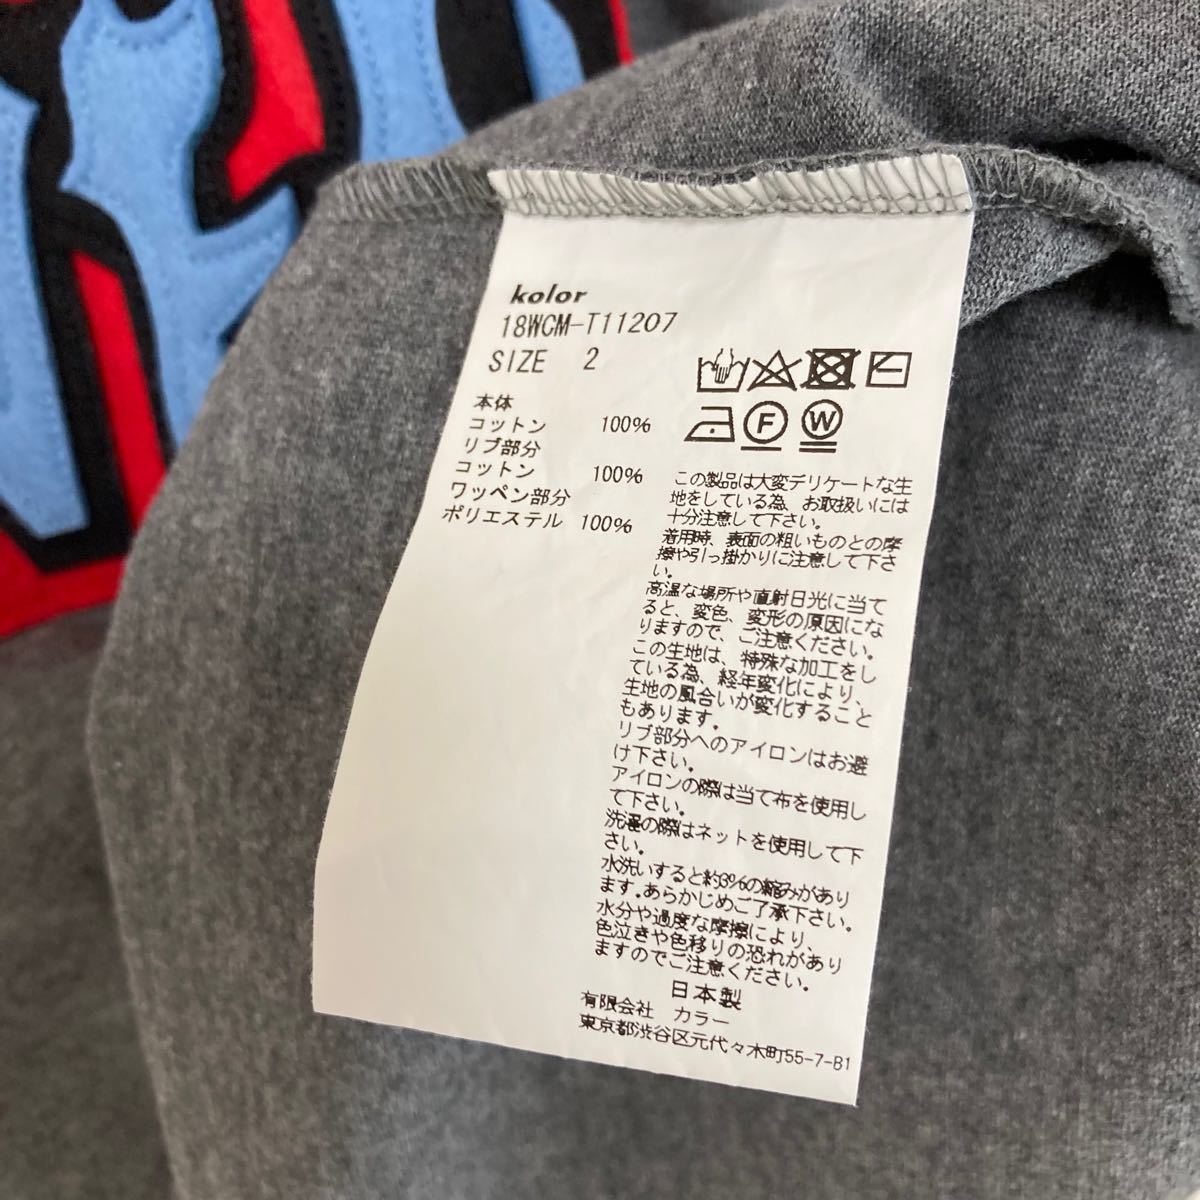 kolor
18WCM-T11207
SIZE 2
本体
コットン 100%
リブ部分
コットン 100%
ワッペン部分
ポリエステル 100%
F W
この製品は大変デリケートな生
地をしている為、お取扱いには
十分注意して下さい。
着用時、表面の粗いものとの摩
擦や引っ掛かりに注意して下さ
い。
高温な場所や直射日光に当て
ると、変色、変形の原因にな
りますので、ご注意ください。
この生地は、特殊な加工をし
ている為、経年変化により、
生地の風合いが変化すること
もあります。
リブ部分へのアイロンはお避
け下さい。
アイロンの際は当て布を使用し
て下さい。
洗濯の際はネットを使用して下
さい。
水洗いすると約3%の縮みがあり
ます。あらかじめご了承下さい。
水分や過度な摩擦により、
色泣きや色移りの恐れがあり
ますのでご注意ください。
日本製
有限会社 カラー
東京都渋谷区元代々木町55-7-B1